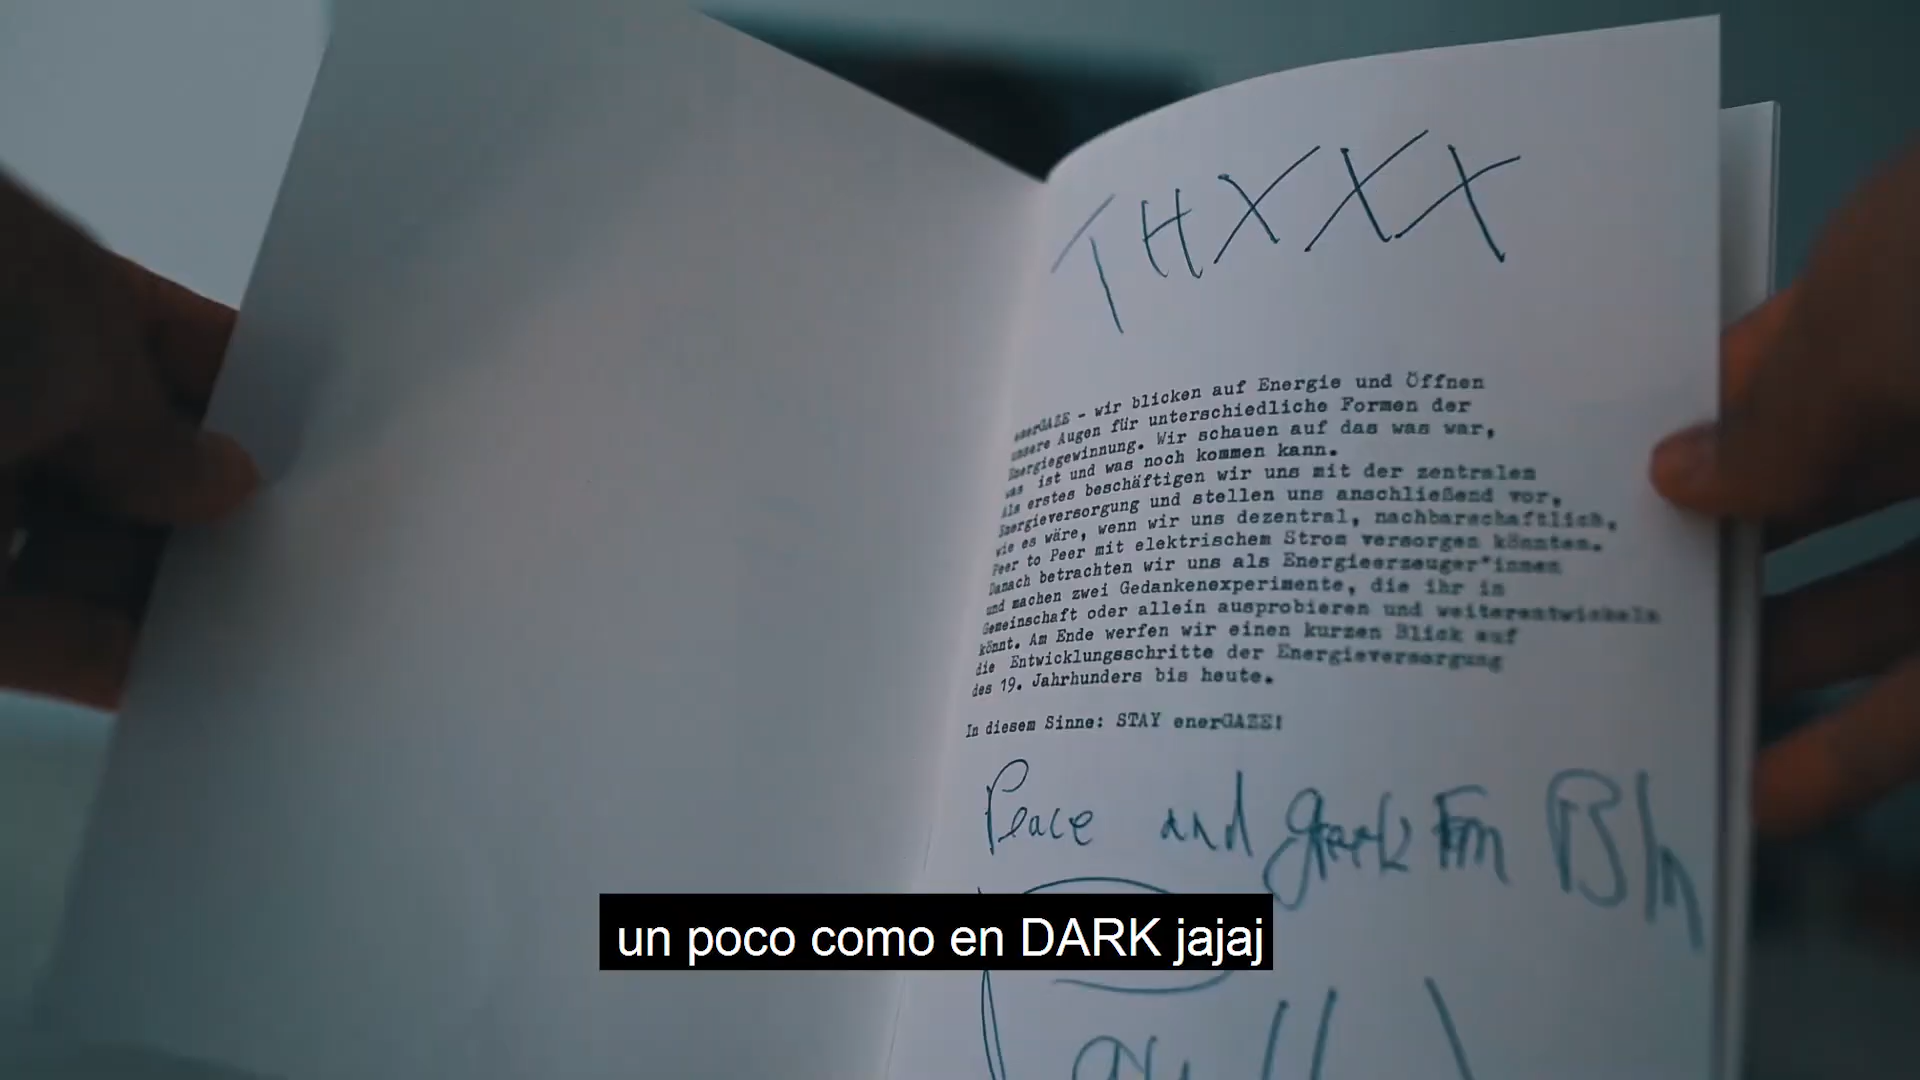 THXXX
enerGAZE - wir blicken auf Energie und Öffnen
unsere Augen für unterschiedliche Formen der
Energiegewinnung. Wir schauen auf das was war,
was ist und was noch kommen kann.
Als erstes beschäftigen wir uns mit der zentralen
Energieversorgung und stellen uns anschließend vor,
wie es wäre, wenn wir uns dezentral, nachbarschaftlich,
Peer to Peer mit elektrischem Strom versorgen könnten.
Danach betrachten wir uns als Energieerzeuger*innen
und machen zwei Gedankenexperimente, die ihr in
Gemeinschaft oder allein ausprobieren und weiterentwickeln
könnt. Am Ende werfen wir einen kurzen Blick auf
die Entwicklungsschritte der Energieversorgung
des 19. Jahrhunders bis heute.
In diesem Sinne: STAY enerGAZE!
Peace and
un poco como en DARK jajaj